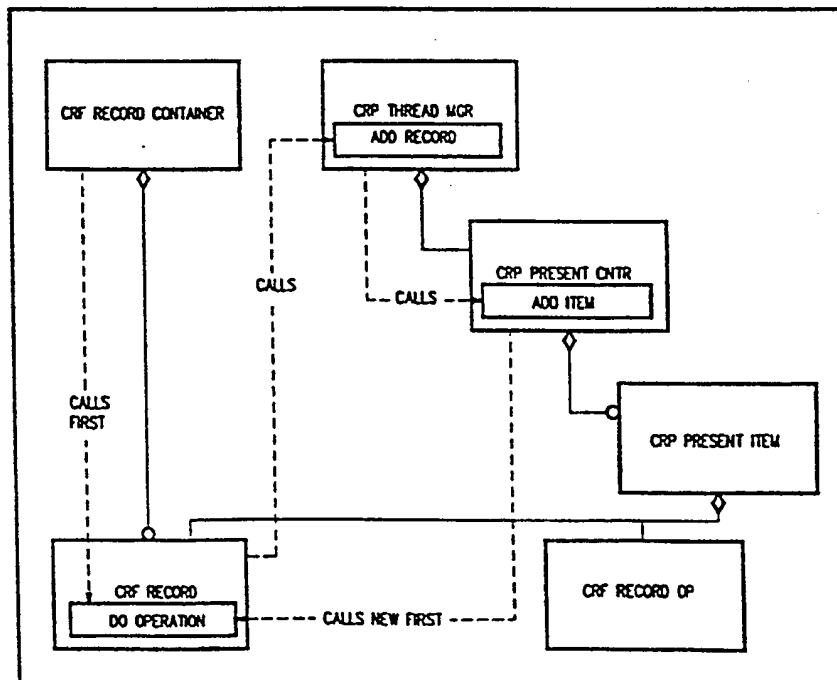 CRF RECORD CONTAINER
CRP THREAD MGR
ADD RECORD
CRP PRESENT CNTR
CALLS
CALLS
ADD ITEM
CALLS
FIRST
CRP PRESENT ITEM
CRF RECORD
CRF RECORD OP
DO OPERATION
CALLS NEW FIRST